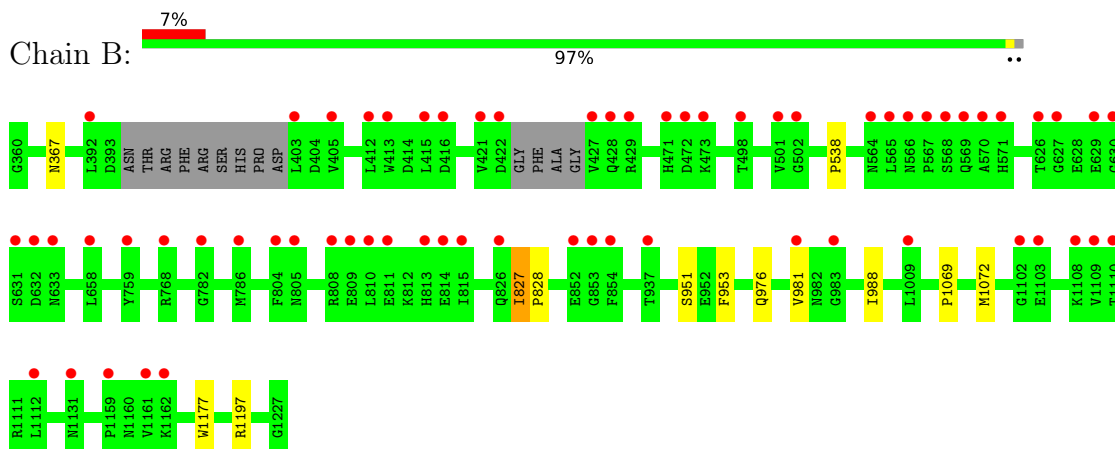 7%
Chain B:
97%
G360 N367 L392 D393 ASN THR ARG PHE ARG SER HIS PRO ASP L403 D404 V405 L412 W413 D414 L415 D416 V421 D422 GLY PHE ALA GLY V427 Q428 R429 H471 D472 K473 T498 V501 G502 P538 N564 L565 N566 P567 S568 Q569 A570 H571 T626 G627 E628 E629 G630
S631 D632 N633 L658 Y759 R768 G782 M786 F804 N805 R808 E809 L810 E811 K812 H813 E814 I815 Q826 I827 P828 E852 G853 F854 T937 S951 E952 F953 Q976 V981 N982 G983 I988 L1009 P1069 M1072 G1102 E1103 K1108 V1109 T1110
R1111 L1112 N1131 P1159 N1160 V1161 K1162 W1177 R1197 G1227